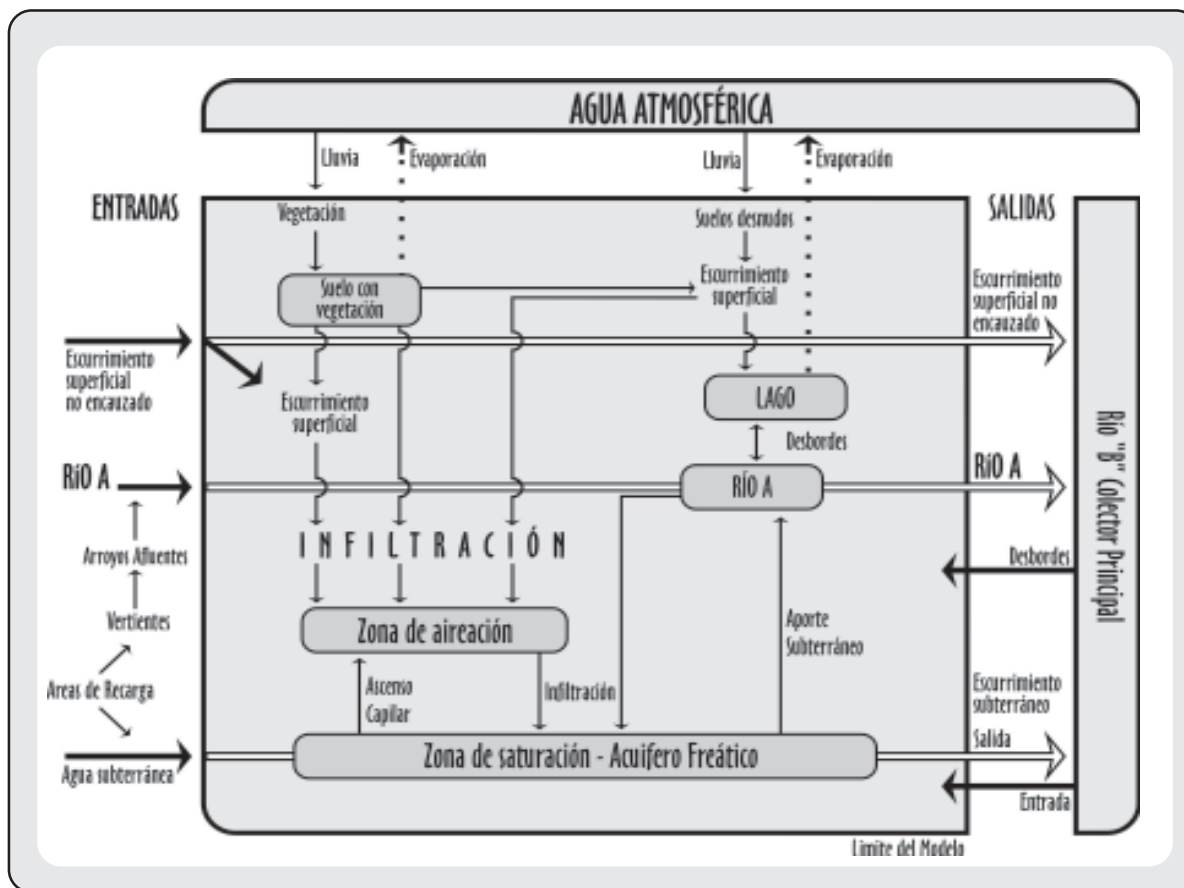 AGUA ATMOSFÉRICA
Lluvia
Evaporación
Lluvia
Evaporación
ENTRADAS
SALIDAS
Vegetación
Suelos desnudos
Suelo con
vegetación
Escurrimiento
superficial
Escurrimiento
superficial no
encauzado
Escurrimiento
superficial
no encauzado
Escurrimiento
superficial
LAGO
Desbordes
RíO A
RÍO A
RíO A
INFILTRACIÓN
Arroyos Afluentes
Desbordes
Río "B" Colector Principal
Vertientes
Zona de aireación
Aporte
Subterráneo
Areas de Recarga
Ascenso
Capilar
Infiltración
Escurrimiento
subterráneo
Salida
Agua subterránea
Zona de saturación - Acuífero Freático
Entrada
Limite del Modelo